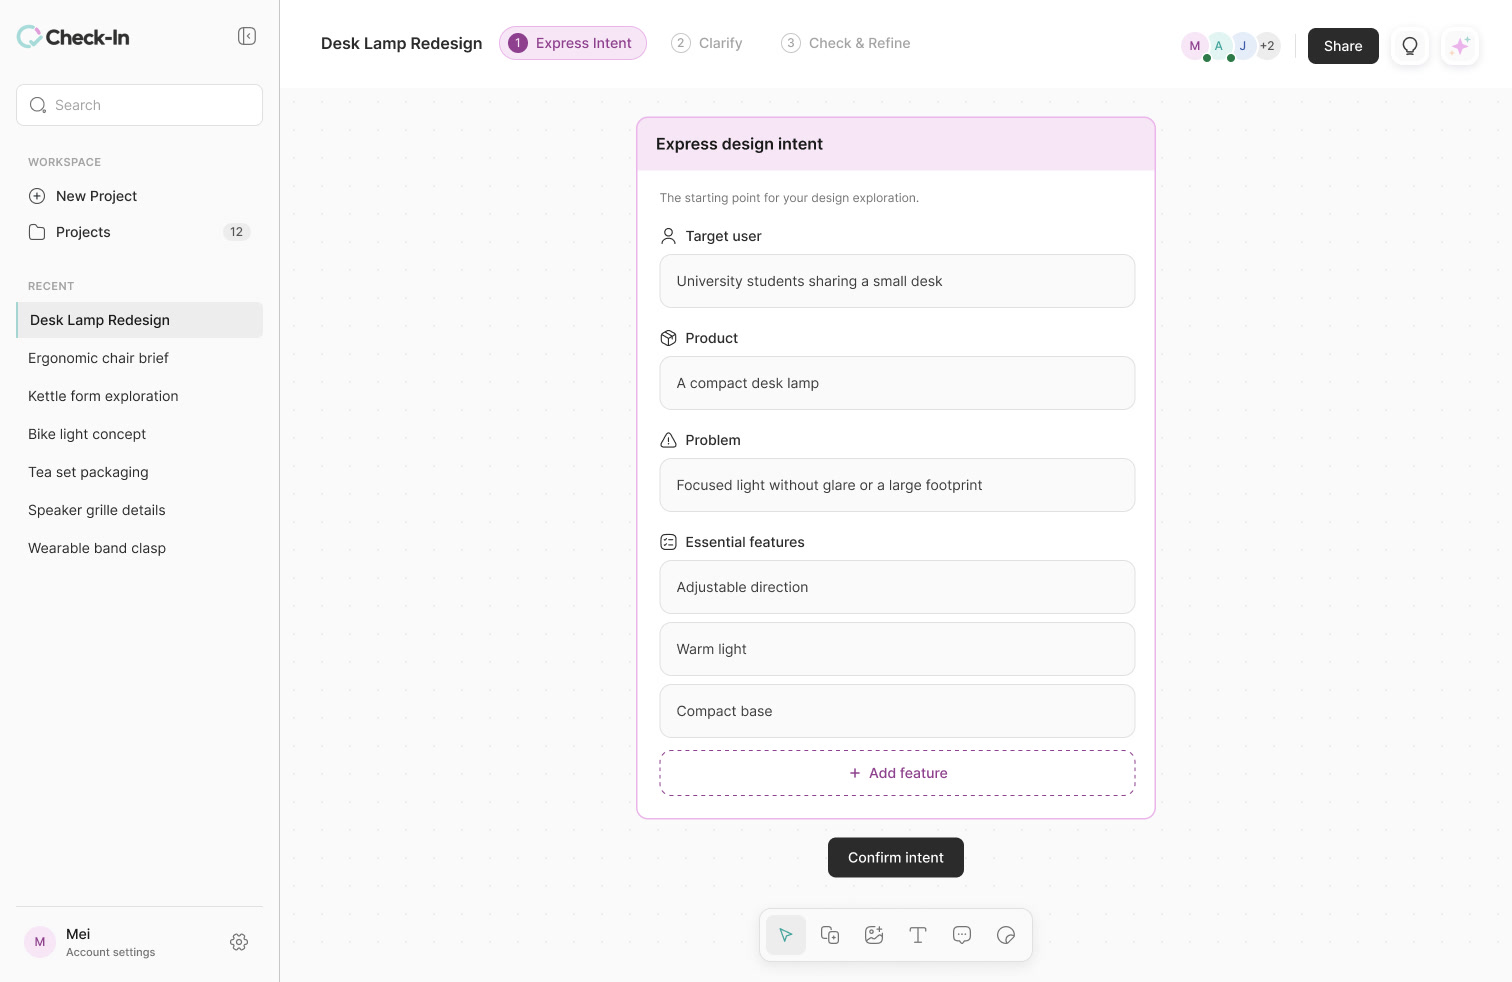 Check-In
Search
WORKSPACE
New Project
Projects 12
RECENT
Desk Lamp Redesign
Ergonomic chair brief
Kettle form exploration
Bike light concept
Tea set packaging
Speaker grille details
Wearable band clasp
M
Mei
Account settings
Desk Lamp Redesign 1 Express Intent 2 Clarify 3 Check & Refine
M A J +2 Share
Express design intent
The starting point for your design exploration.
Target user
University students sharing a small desk
Product
A compact desk lamp
Problem
Focused light without glare or a large footprint
Essential features
Adjustable direction
Warm light
Compact base
+ Add feature
Confirm intent